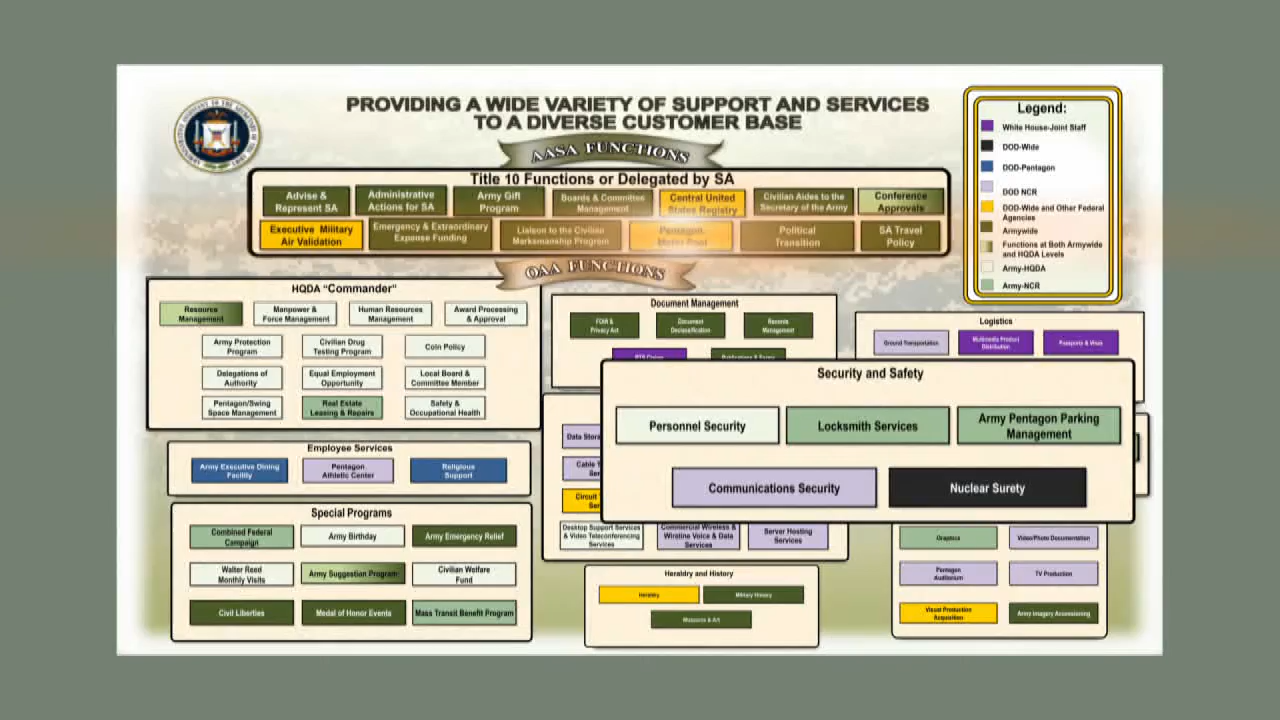 PROVIDING A WIDE VARIETY OF SUPPORT AND SERVICES
TO A DIVERSE CUSTOMER BASE
AASA FUNCTIONS
Title 10 Functions or Delegated by SA
Advise &
Represent SA
Administrative
Actions for SA
Army Gift
Program
Boards & Committee
Management
Central United
States Registry
Civilian Aides to the
Secretary of the Army
Conference
Approvals
Executive Military
Air Validation
Emergency & Extraordinary
Expense Funding
Liaison to the Civilian
Marksmanship Program
Pentagon
Motor Pool
Political
Transition
SA Travel
Policy
Legend:
White House-Joint Staff
DOD-Wide
DOD-Pentagon
DOD NCR
DOD-Wide and Other Federal
Agencies
Armywide
Functions at Both Armywide
and HQDA Levels
Army-HQDA
Army-NCR
OAA FUNCTIONS
HQDA "Commander"
Resource
Management
Manpower &
Force Management
Human Resources
Management
Award Processing
& Approval
Army Protection
Program
Civilian Drug
Testing Program
Coin Policy
Delegations of
Authority
Equal Employment
Opportunity
Local Board &
Committee Member
Pentagon/Swing
Space Management
Real Estate
Leasing & Repairs
Safety &
Occupational Health
Employee Services
Army Executive Dining
Facility
Pentagon
Athletic Center
Religious
Support
Special Programs
Combined Federal
Campaign
Army Birthday
Army Emergency Relief
Walter Reed
Monthly Visits
Army Suggestion Program
Civilian Welfare
Fund
Civil Liberties
Medal of Honor Events
Mass Transit Benefit Program
Document Management
FOIA &
Privacy Act
Document
Declassification
Records
Management
Logistics
Ground Transportation
Multimedia Product
Distribution
Passports & Visas
Security and Safety
Personnel Security
Locksmith Services
Army Pentagon Parking
Management
Communications Security
Nuclear Surety
Data Stor
Cable
Circuit
Desktop Support Services
& Video Teleconferencing
Services
Commercial Wireless &
Wireline Voice & Data
Services
Server Hosting
Services
Heraldry and History
Heraldry
Military History
Museums & Art
Graphics
Video/Photo Documentation
Pentagon
Auditorium
TV Production
Visual Production
Acquisition
Army Imagery Accessioning